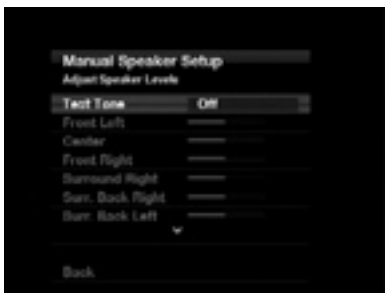 Manual Speaker Setup
Adjust Speaker Levels
Test Tone Off
Front Left
Center
Front Right
Surround Right
Surr. Back Right
Surr. Back Left
Back